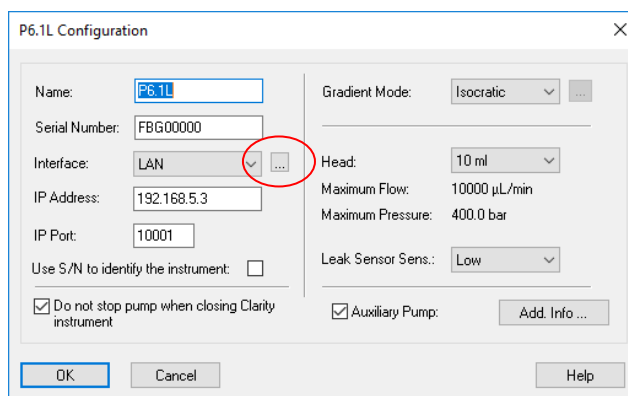 P6.1L Configuration
Name: P6.1L
Serial Number: FBG00000
Interface: LAN ...
IP Address: 192.168.5.3
IP Port: 10001
Use S/N to identify the instrument:
Do not stop pump when closing Clarity
instrument
Gradient Mode: Isocratic ...
Head: 10 ml
Maximum Flow: 10000 µL/min
Maximum Pressure: 400.0 bar
Leak Sensor Sens.: Low
Auxiliary Pump: Add. Info ...
OK Cancel Help